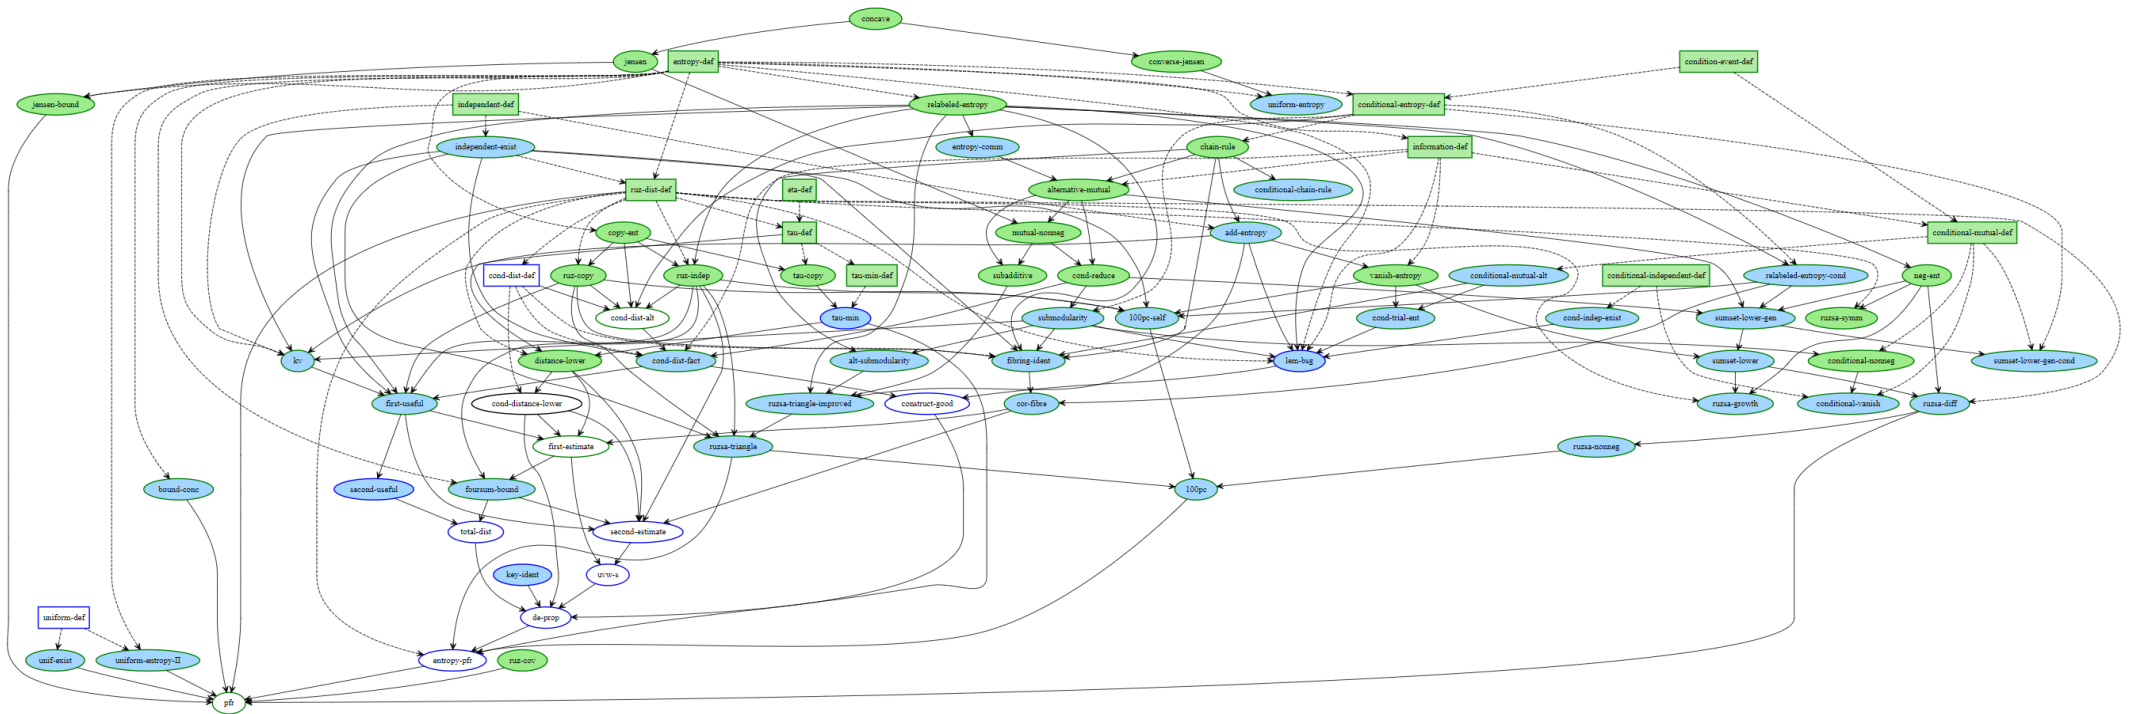 concave
jensen
entropy-def
converse-jensen
condition-event-def
jensen-bound
independent-def
relabeled-entropy
uniform-entropy
conditional-entropy-def
independent-exist
entropy-comm
chain-rule
information-def
ruz-dist-def
eta-def
alternative-mutual
conditional-chain-rule
copy-ent
tau-def
mutual-nonneg
add-entropy
conditional-mutual-def
cond-dist-def
ruz-copy
ruz-indep
tau-copy
tau-min-def
subadditive
cond-reduce
vanish-entropy
conditional-mutual-alt
conditional-independent-def
relabeled-entropy-cond
neg-ent
cond-dist-alt
tau-min
submodularity
100pc-self
cond-trial-ent
cond-indep-exist
sumset-lower-gen
ruzsa-symm
kv
distance-lower
cond-dist-fact
alt-submodularity
fibring-ident
lem-bsg
sumset-lower
conditional-nonneg
sumset-lower-gen-cond
first-useful
cond-distance-lower
ruzsa-triangle-improved
construct-good
cor-fibre
ruzsa-growth
conditional-vanish
ruzsa-diff
first-estimate
ruzsa-triangle
ruzsa-nonneg
bound-conc
second-useful
foursum-bound
100pc
total-dist
second-estimate
key-ident
uvw-s
uniform-def
de-prop
unif-exist
uniform-entropy-II
entropy-pfr
ruz-cov
pfr